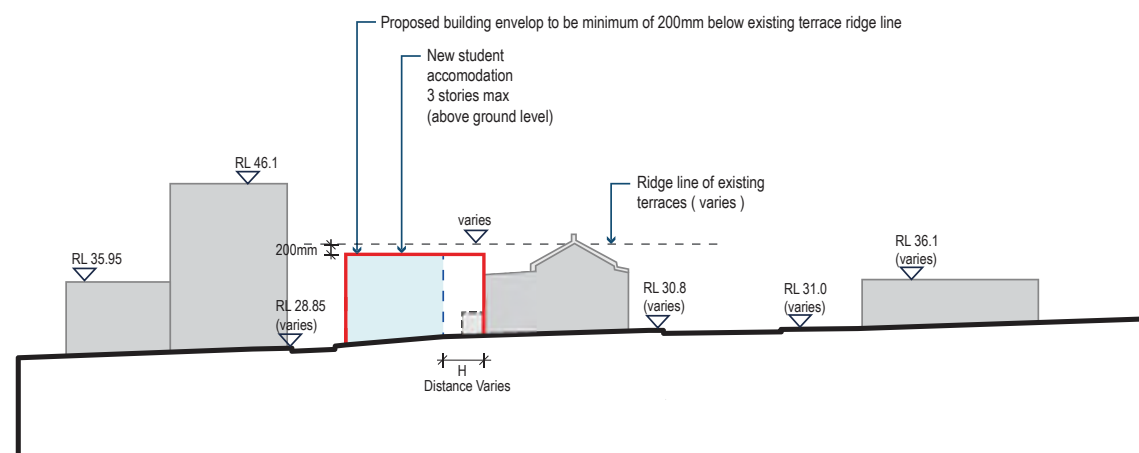 Proposed building envelop to be minimum of 200mm below existing terrace ridge line
New student
accomodation
3 stories max
(above ground level)
RL 46.1
Ridge line of existing
terraces ( varies )
varies
200mm
RL 35.95
RL 36.1
(varies)
RL 28.85
(varies)
RL 30.8
(varies)
RL 31.0
(varies)
H
Distance Varies